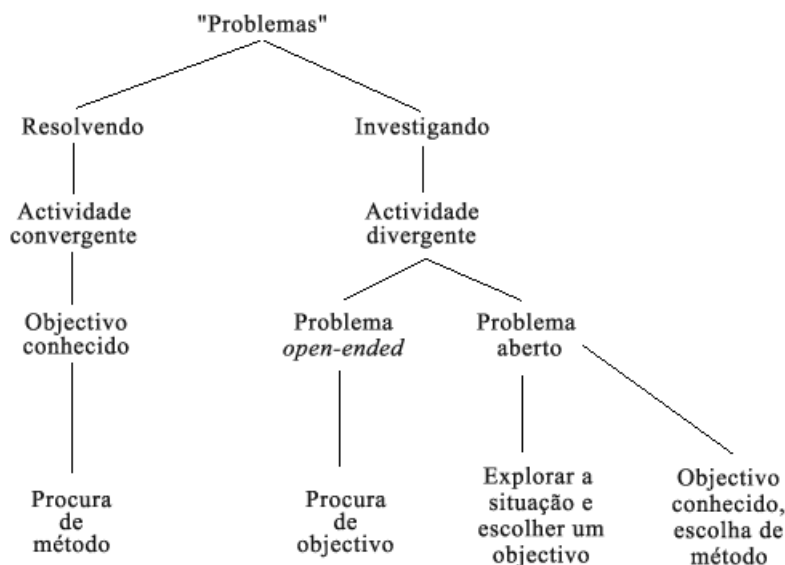 "Problemas"
Resolvendo
Investigando
Actividade
convergente
Actividade
divergente
Objectivo
conhecido
Problema
open-ended
Problema
aberto
Procura
de
método
Procura
de
objectivo
Explorar a
situação e
escolher um
objectivo
Objectivo
conhecido,
escolha de
método